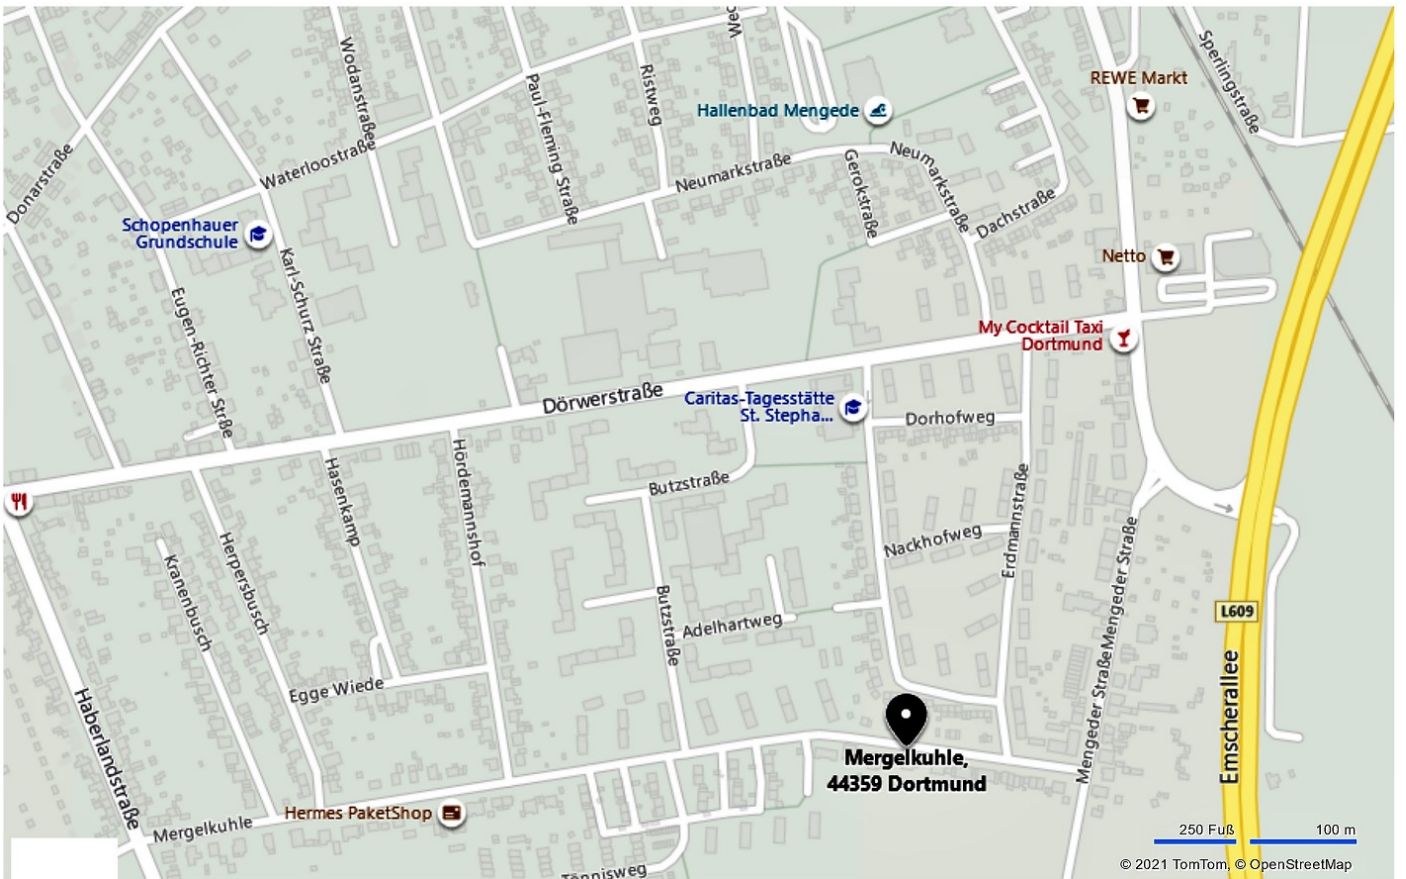 Wodanstraße
Paul-Fleming Straße
Ristweg
REWE Markt
Sperlingstraße
Hallenbad Mengede
Donarstraße
Waterloostraße
Neumarkstraße
Gerokstraße
Neumarkstraße
Dachstraße
Schopenhauer
Grundschule
Karl-Schurz Straße
Netto
Eugen-Richter Strße
My Cocktail Taxi
Dortmund
Dörwerstraße
Caritas-Tagesstätte
St. Stepha...
Dorhofweg
Hasenkamp
Hördemannshof
Butzstraße
Erdmannstraße
Nackhofweg
Mengeder Straße
Kranenbusch
Herpersbusch
Butzstraße
Adelhartweg
L609
Mengeder Straße
Emscherallee
Egge Wiede
Haberlandstraße
Mergelkuhle,
44359 Dortmund
Hermes PaketShop
Mergelkuhle
Tönnisweg
250 Fuß
100 m
© 2021 TomTom, © OpenStreetMap